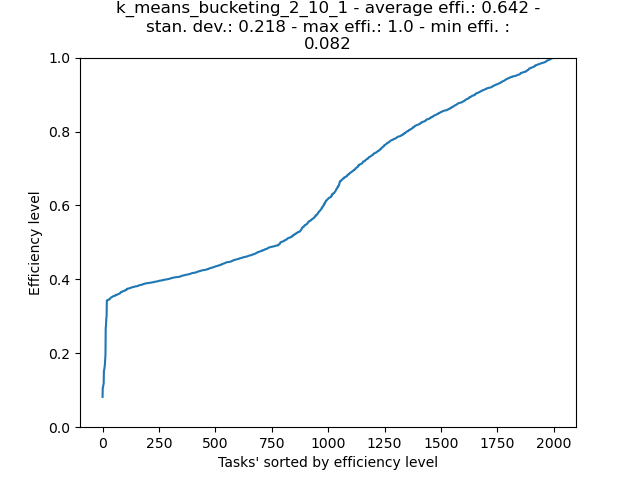 k_means_bucketing_2_10_1 - average effi.: 0.642 -
stan. dev.: 0.218 - max effi.: 1.0 - min effi. :
0.082
1.0
0.8
0.6
0.4
0.2
0.0
Efficiency level
0 250 500 750 1000 1250 1500 1750 2000
Tasks' sorted by efficiency level